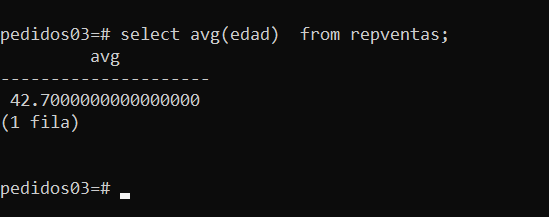 pedidos03=# select avg(edad)  from repventas;
         avg
---------------------
 42.7000000000000000
(1 fila)
pedidos03=#